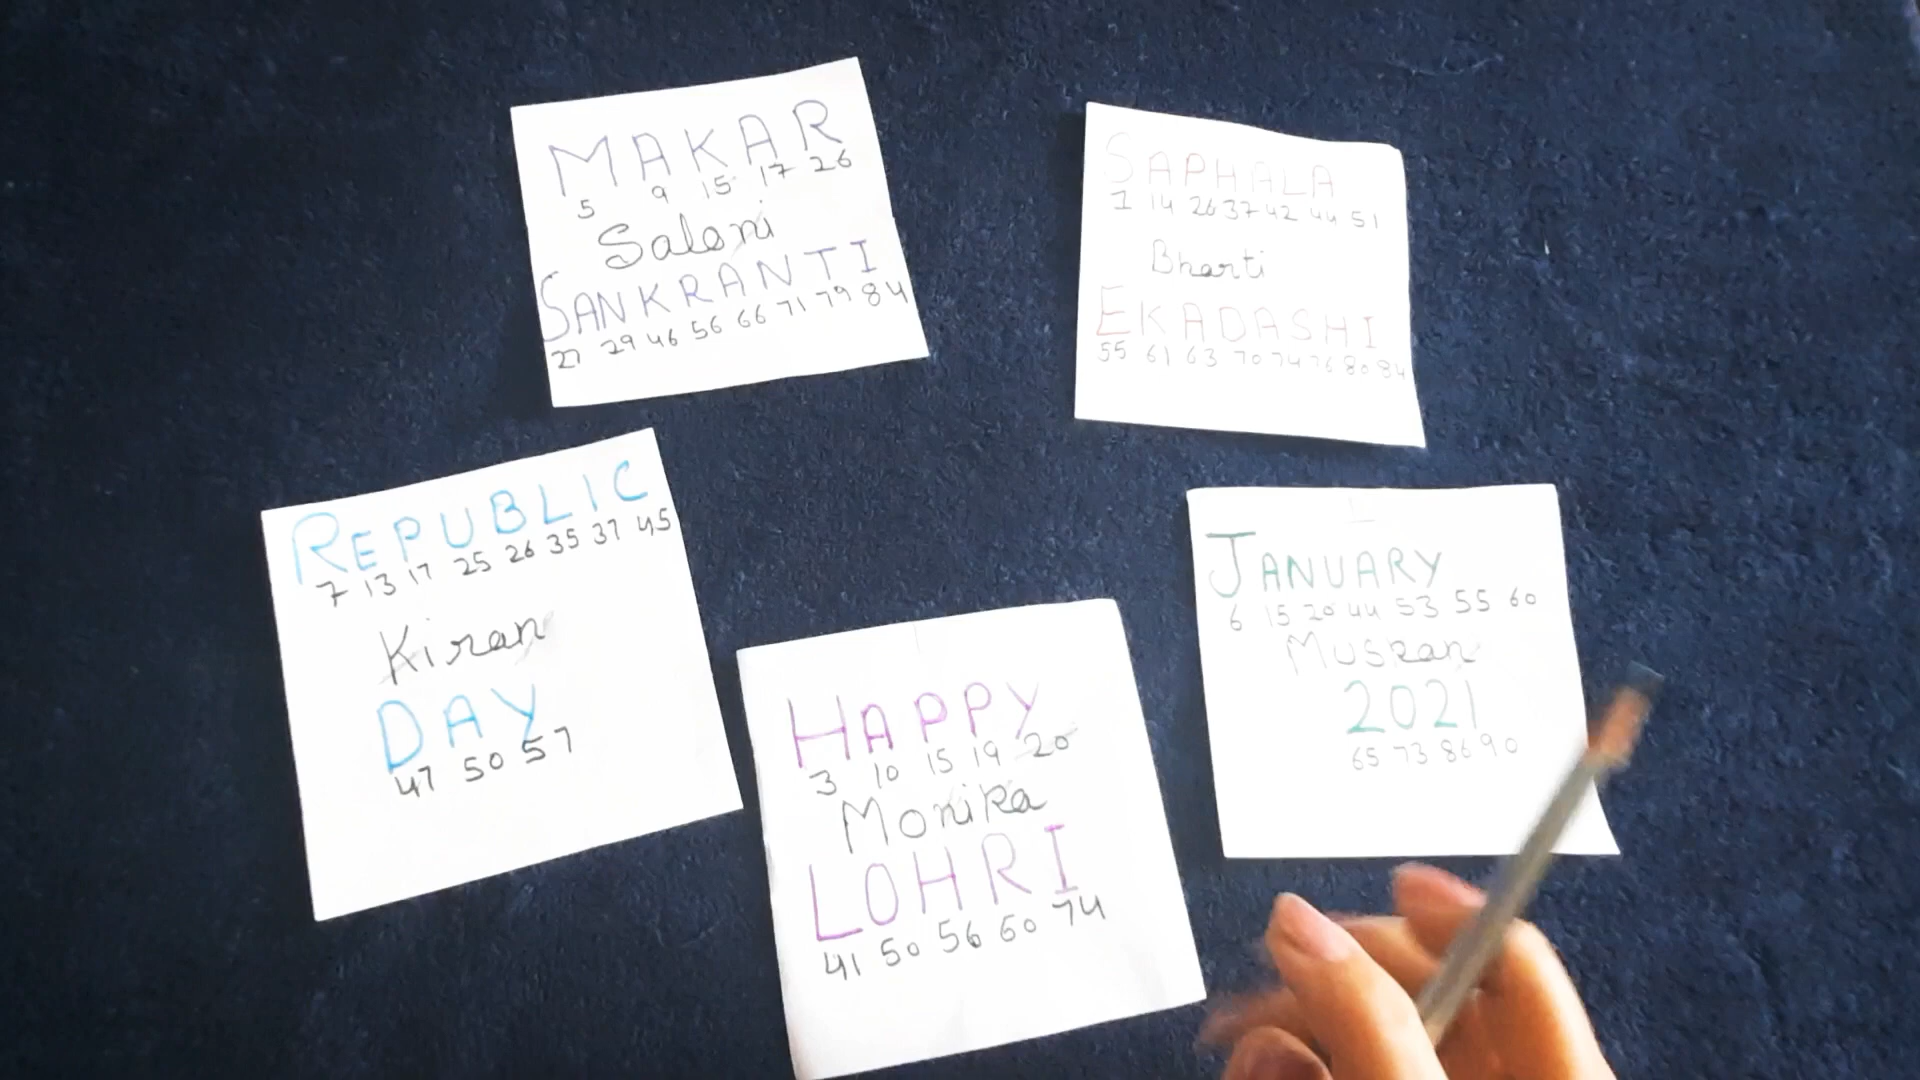 MAKAR
5 9 15 17 26
Saloni
SANKRANTI
27 29 46 56 66 71 79 84
SAPHALA
1 14 26 37 42 44 51
Bharti
EKADASHI
55 61 63 70 74 76 80 84
REPUBLIC
7 13 17 25 26 35 37 45
Kiran
DAY
47 50 57
HAPPY
3 10 15 19 20
Monika
LOHRI
41 50 56 60 74
JANUARY
6 15 20 44 53 55 60
Muskan
2021
65 73 86 90